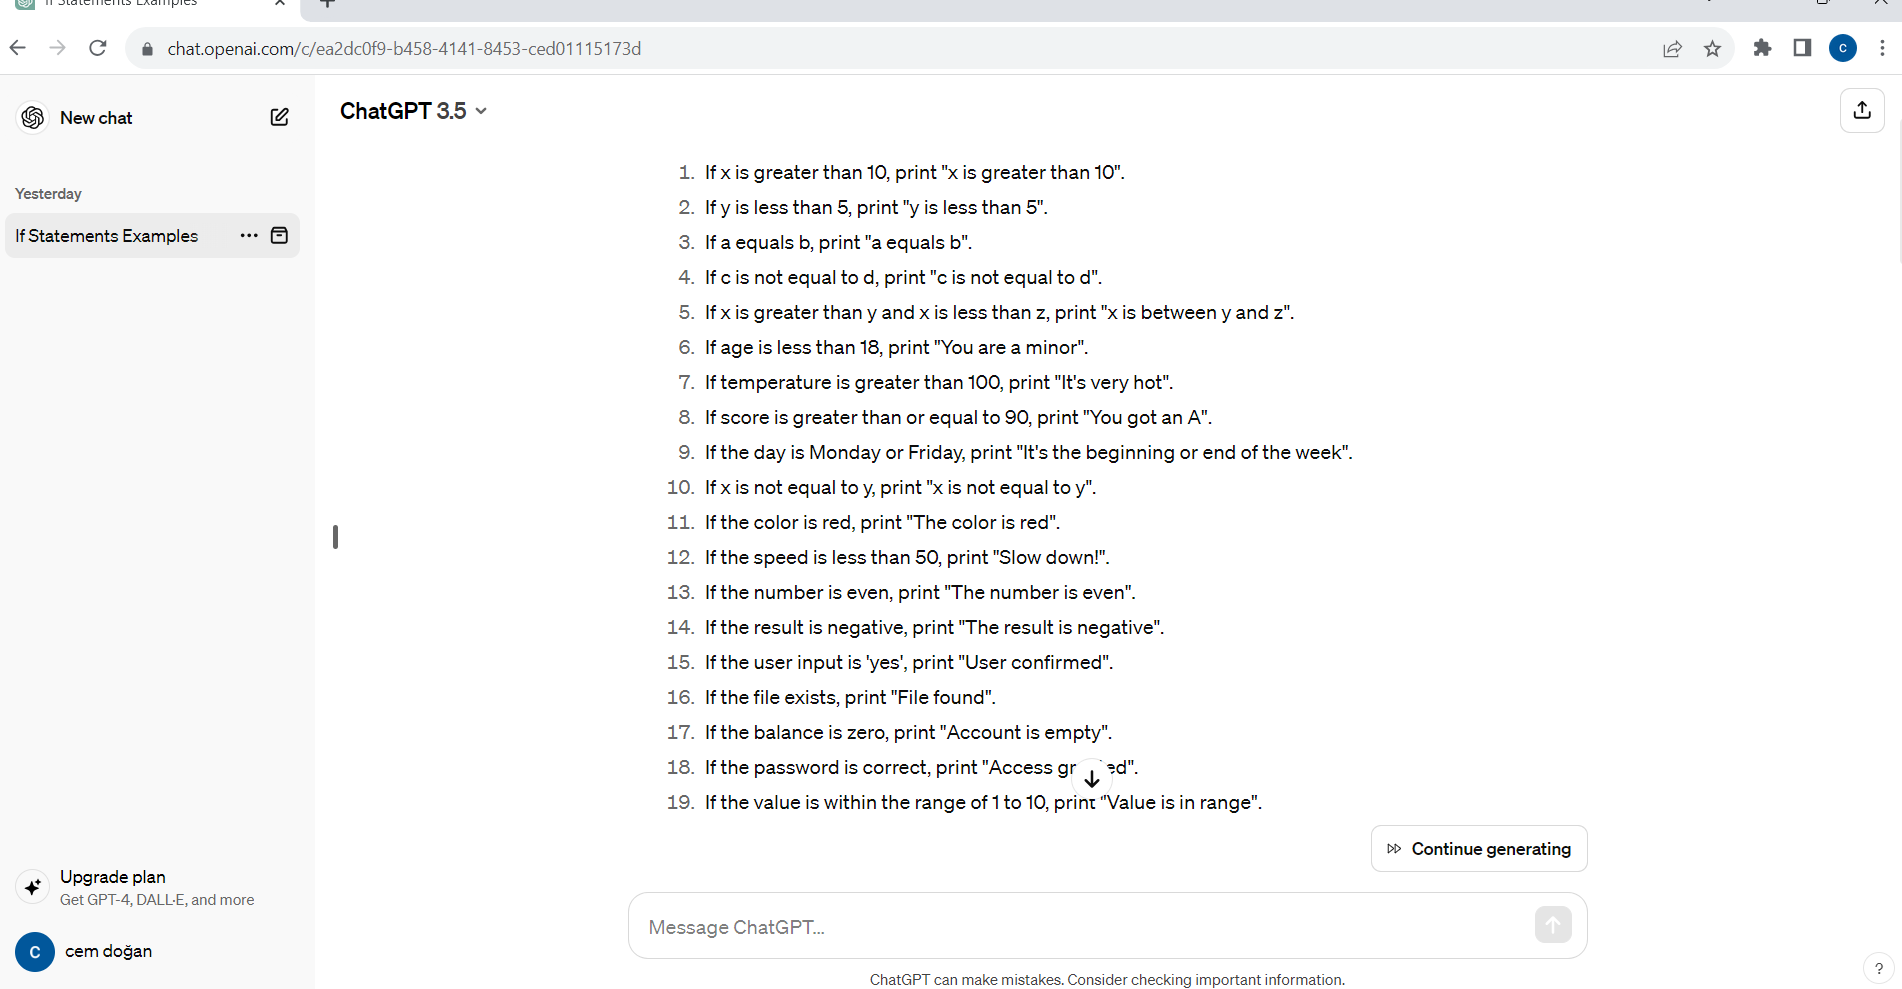 If Statements Examples
chat.openai.com/c/ea2dc0f9-b458-4141-8453-ced01115173d
C
New chat
ChatGPT 3.5
Yesterday
If Statements Examples
1. If x is greater than 10, print "x is greater than 10".
2. If y is less than 5, print "y is less than 5".
3. If a equals b, print "a equals b".
4. If c is not equal to d, print "c is not equal to d".
5. If x is greater than y and x is less than z, print "x is between y and z".
6. If age is less than 18, print "You are a minor".
7. If temperature is greater than 100, print "It's very hot".
8. If score is greater than or equal to 90, print "You got an A".
9. If the day is Monday or Friday, print "It's the beginning or end of the week".
10. If x is not equal to y, print "x is not equal to y".
11. If the color is red, print "The color is red".
12. If the speed is less than 50, print "Slow down!".
13. If the number is even, print "The number is even".
14. If the result is negative, print "The result is negative".
15. If the user input is 'yes', print "User confirmed".
16. If the file exists, print "File found".
17. If the balance is zero, print "Account is empty".
18. If the password is correct, print "Access
19. If the value is within the range of 1 to 10, print "Value is in range".
Continue generating
Upgrade plan
Get GPT-4, DALL·E, and more
Message ChatGPT...
C
cem doğan
ChatGPT can make mistakes. Consider checking important information.
?